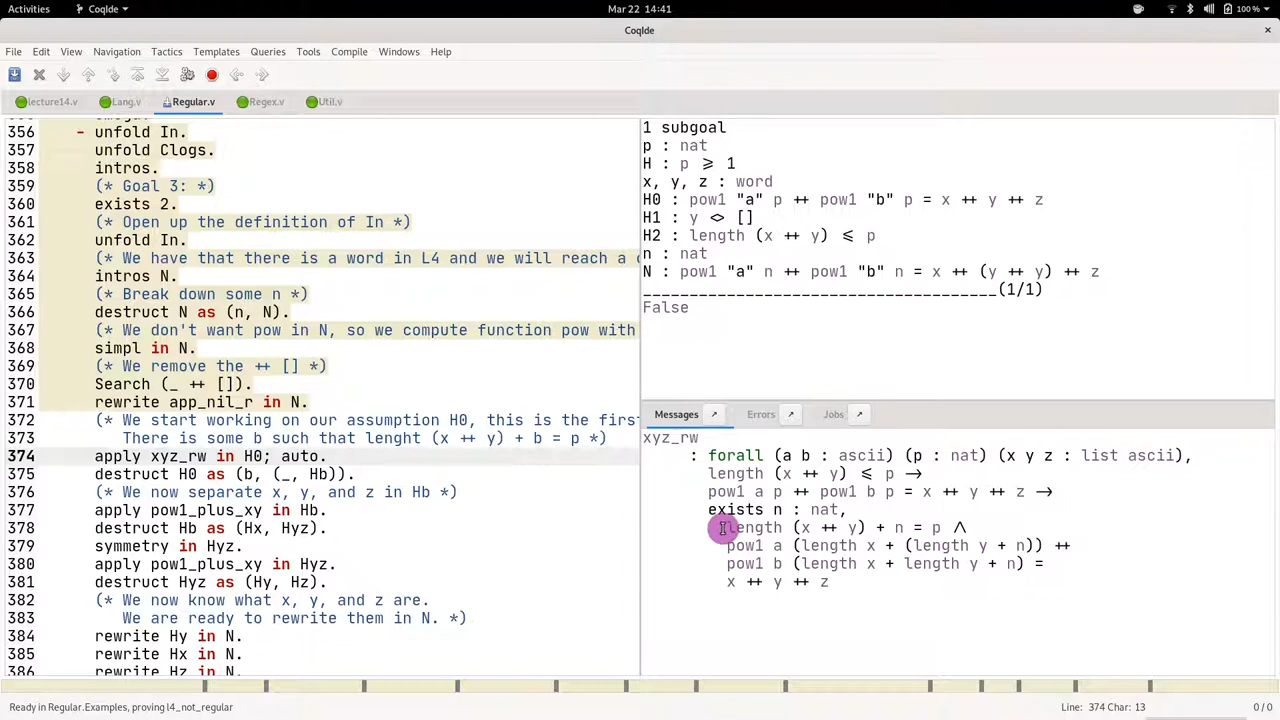 Activities CoqIde Mar 22 14:41 100%
CoqIde
File Edit View Navigation Tactics Templates Queries Tools Compile Windows Help
lecture14.v Lang.v Regular.v Regex.v Util.v
356 - unfold In.
357 unfold Clogs.
358 intros.
359 (* Goal 3: *)
360 exists 2.
361 (* Open up the definition of In *)
362 unfold In.
363 (* We have that there is a word in L4 and we will reach a
364 intros N.
365 (* Break down some n *)
366 destruct N as (n, N).
367 (* We don't want pow in N, so we compute function pow with
368 simpl in N.
369 (* We remove the ++ [] *)
370 Search (_ ++ []).
371 rewrite app_nil_r in N.
372 (* We start working on our assumption H0, this is the first
373 There is some b such that lenght (x ++ y) + b = p *)
374 apply xyz_rw in H0; auto.
375 destruct H0 as (b, (_, Hb)).
376 (* We now separate x, y, and z in Hb *)
377 apply pow1_plus_xy in Hb.
378 destruct Hb as (Hx, Hyz).
379 symmetry in Hyz.
380 apply pow1_plus_xy in Hyz.
381 destruct Hyz as (Hy, Hz).
382 (* We now know what x, y, and z are.
383 We are ready to rewrite them in N. *)
384 rewrite Hy in N.
385 rewrite Hx in N.
386 rewrite Hz in N.
1 subgoal
p : nat
H : p ⩾ 1
x, y, z : word
H0 : pow1 "a" p ++ pow1 "b" p = x ++ y ++ z
H1 : y <> []
H2 : length (x ++ y) ⩽ p
n : nat
N : pow1 "a" n ++ pow1 "b" n = x ++ (y ++ y) ++ z
______________________________________(1/1)
False
Messages Errors Jobs
xyz_rw
: forall (a b : ascii) (p : nat) (x y z : list ascii),
length (x ++ y) ⩽ p →
pow1 a p ++ pow1 b p = x ++ y ++ z →
exists n : nat,
length (x ++ y) + n = p ∧
pow1 a (length x + (length y + n)) ++
pow1 b (length x + length y + n) =
x ++ y ++ z
Ready in Regular.Examples, proving l4_not_regular Line: 374 Char: 13 0 / 0